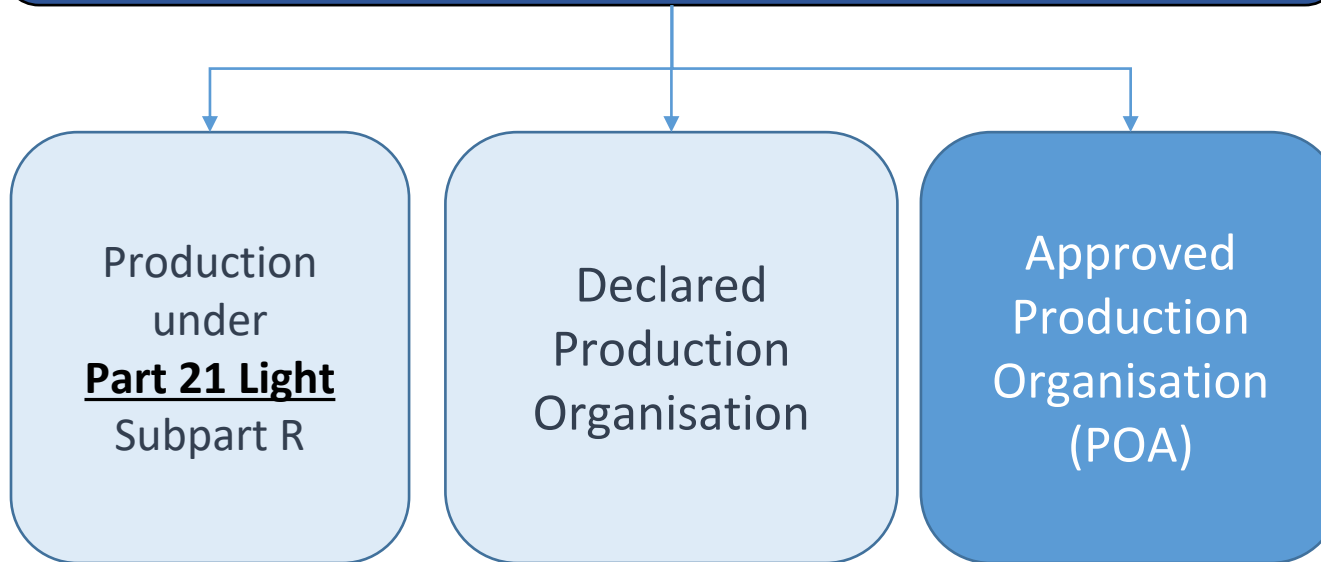 Production
under
Part 21 Light
Subpart R
Declared
Production
Organisation
Approved
Production
Organisation
(POA)